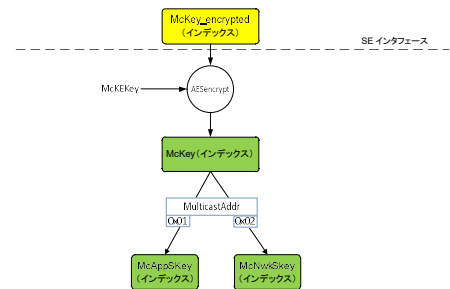 McKey_encrypted
(インデックス)
SE インタフェース
McKEKey
AESencrypt
McKey(インデックス)
MulticastAddr
0x01
0x02
McAppSKey
(インデックス)
McNwkSkey
(インデックス)